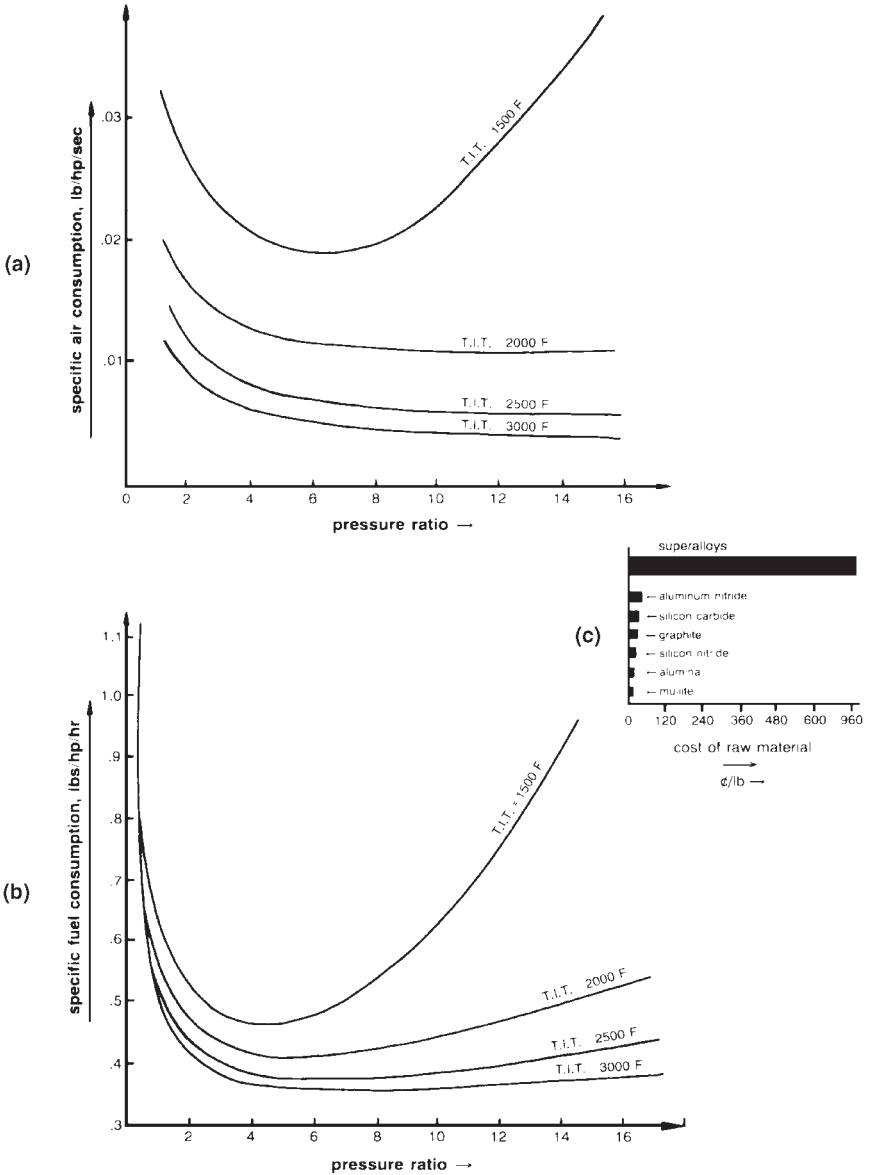 (a)
specific air consumption, lb/hp/sec
.03
.02
.01
T.I.T. 1500 F
T.I.T. 2000 F
T.I.T. 2500 F
T.I.T. 3000 F
0 2 4 6 8 10 12 14 16
pressure ratio →
(c)
superalloys
← aluminum nitride
← silicon carbide
← graphite
← silicon nitride
← alumina
← mullite
0 120 240 360 480 600 960
cost of raw material
→
¢/lb →
(b)
specific fuel consumption, lbs/hp/hr
1.1
1.0
.9
.8
.7
.6
.5
.4
.3
T.I.T. = 1500 F
T.I.T. 2000 F
T.I.T. 2500 F
T.I.T. 3000 F
2 4 6 8 10 12 14 16
pressure ratio →